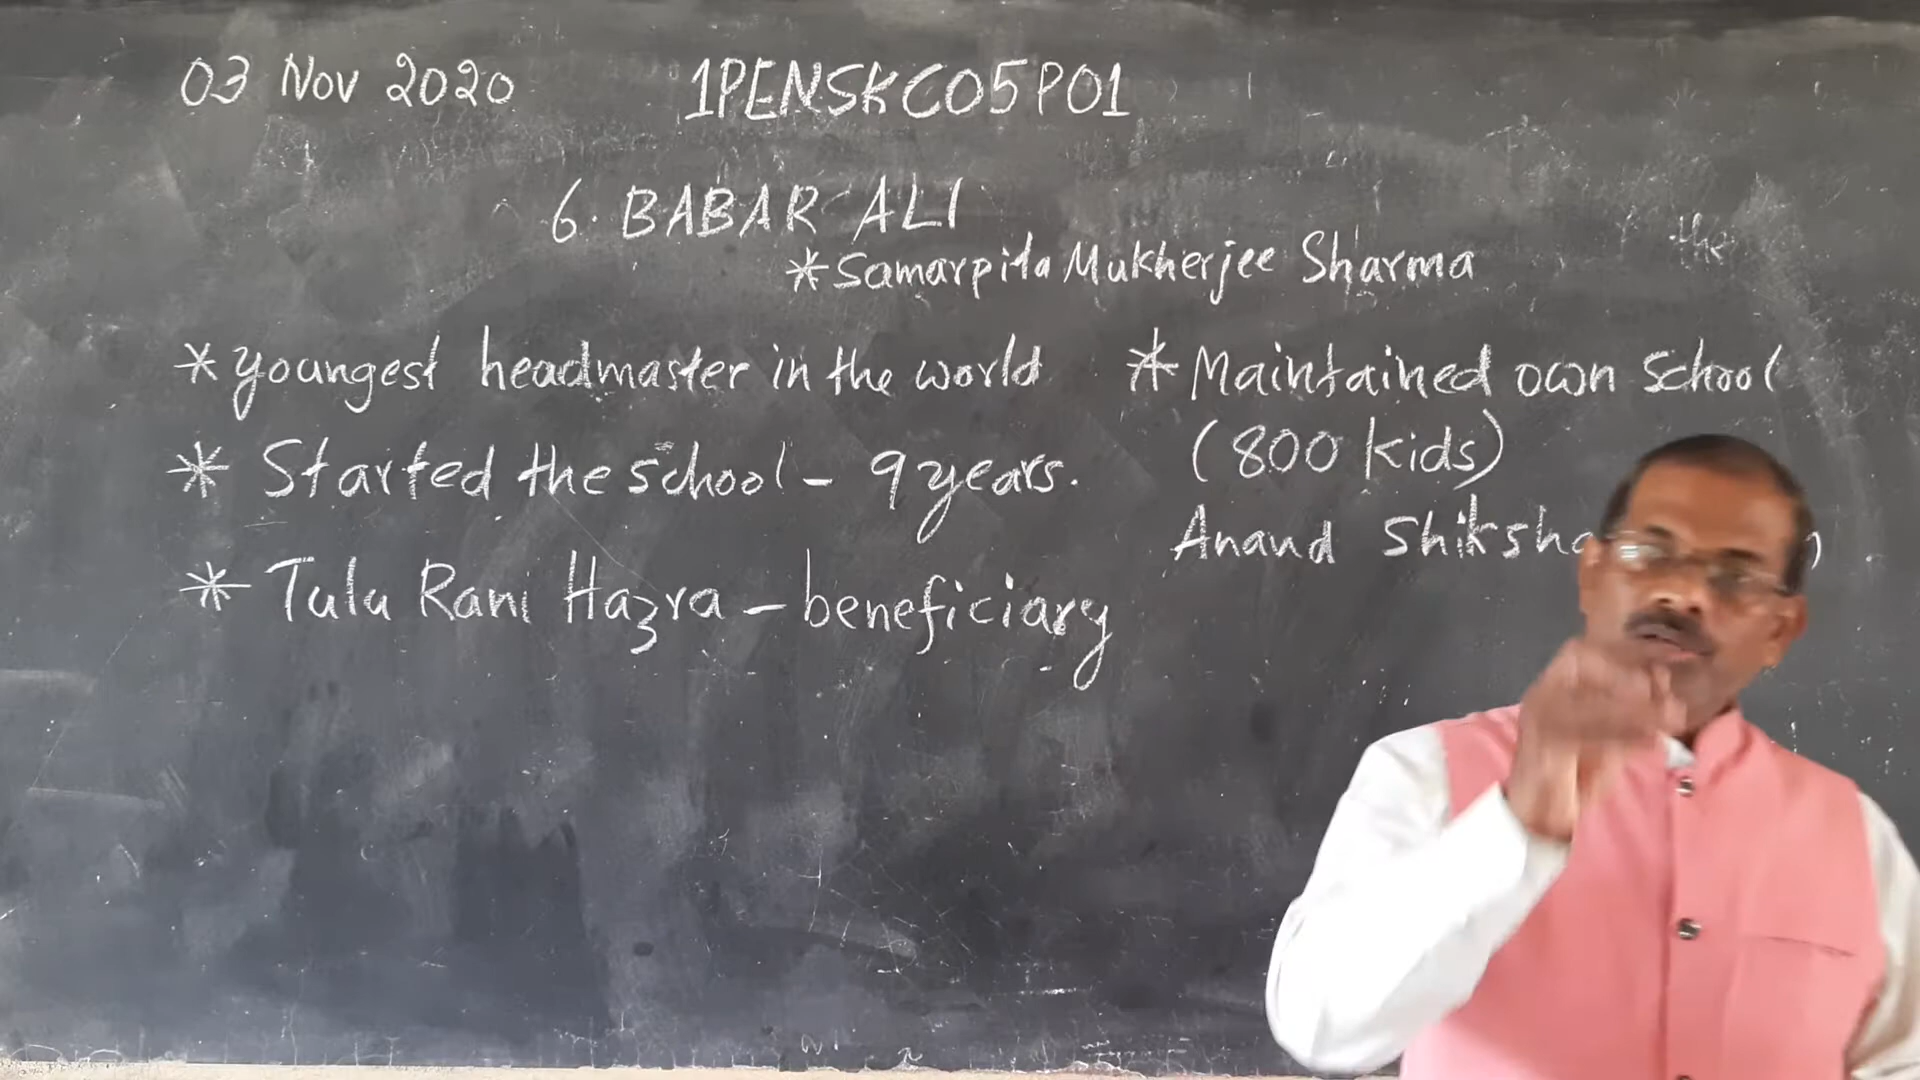 03 Nov 2020 1PENSKC05P01
6. BABAR ALI
*Samarpita Mukherjee Sharma
the
* youngest headmaster in the world
* Started the school - 9 years.
* Tulu Rani Hazra - beneficiary
* Maintained own school
(800 kids)
Anand